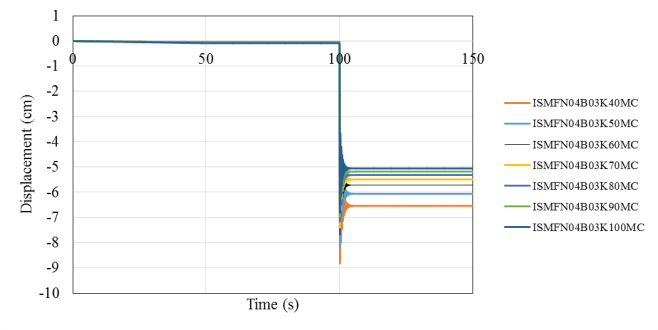 1
0
-1
-2
-3
-4
-5
-6
-7
-8
-9
-10
0 50 100 150
Displacement (cm)
Time (s)
ISMFN04B03K40MC
ISMFN04B03K50MC
ISMFN04B03K60MC
ISMFN04B03K70MC
ISMFN04B03K80MC
ISMFN04B03K90MC
ISMFN04B03K100MC